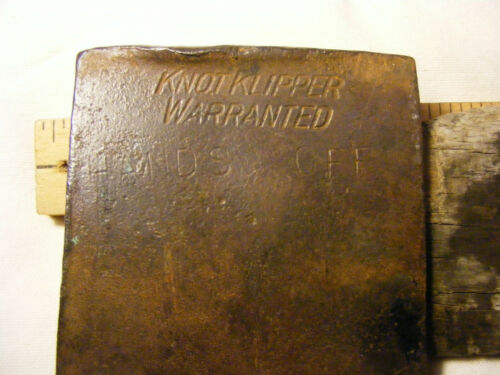 KNOT KLIPPER
WARRANTED
HANDS OFF